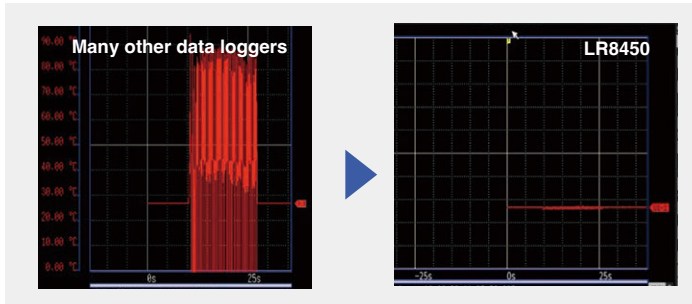 Many other data loggers
90.00 °C
80.00 °C
70.00 °C
60.00 °C
50.00 °C
40.00 °C
30.00 °C
20.00 °C
10.00 °C
0.00 °C
0s 25s
LR8450
-25s 0s 25s